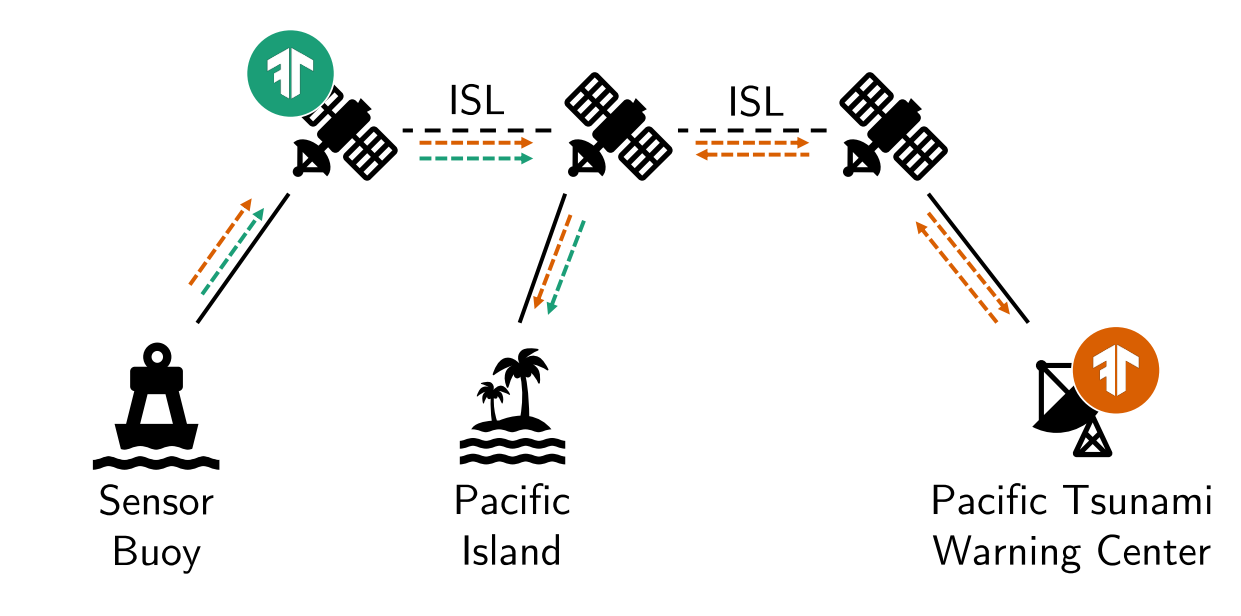 ISL
ISL
Sensor
Buoy
Pacific
Island
Pacific Tsunami
Warning Center